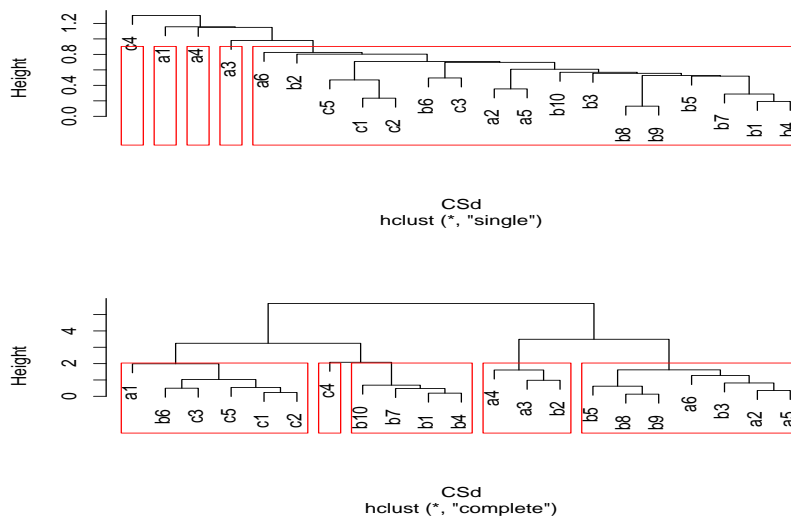 Height
0.0 0.4 0.8 1.2
c4 a1 a4 a3 a6 b2 c5 c1 c2 b6 c3 a2 a5 b10 b3 b8 b9 b5 b7 b1 b4
CSd
hclust (*, "single")
Height
0 2 4
a1 b6 c3 c5 c1 c2 c4 b10 b7 b1 b4 a4 a3 b2 b5 b8 b9 a6 b3 a2 a5
CSd
hclust (*, "complete")